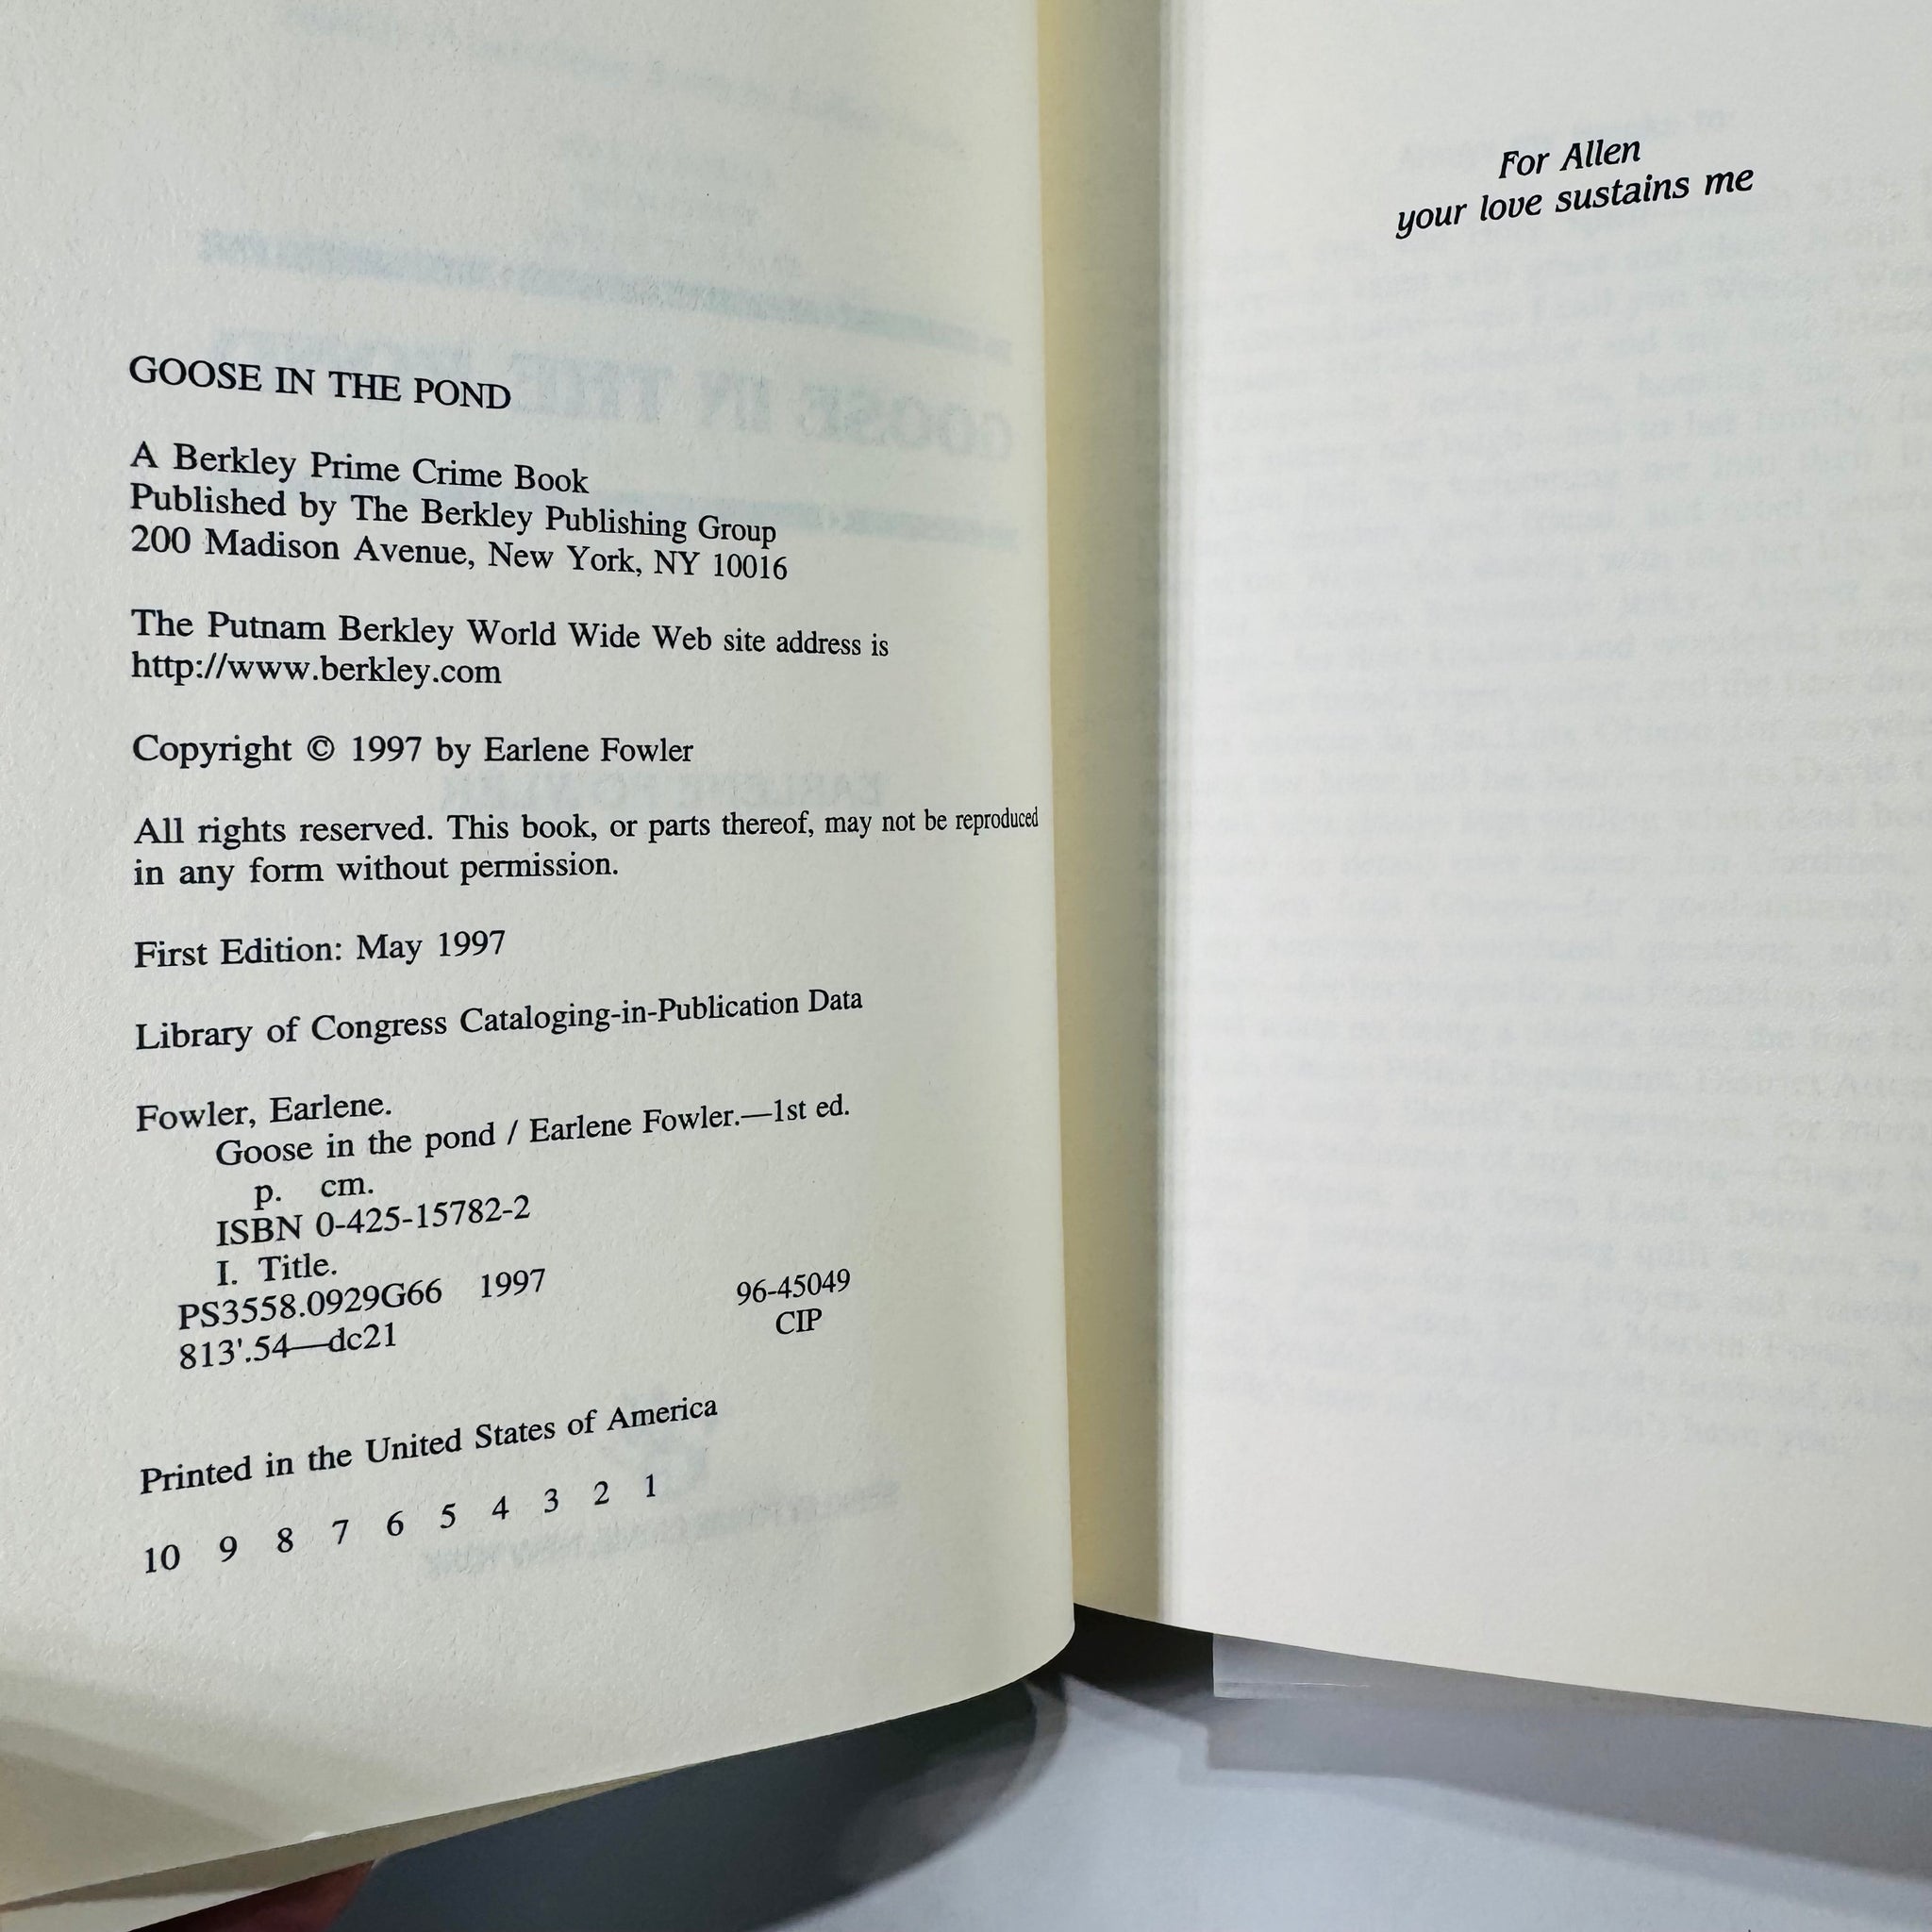 GOOSE IN THE POND
A Berkley Prime Crime Book
Published by The Berkley Publishing Group
200 Madison Avenue, New York, NY 10016
The Putnam Berkley World Wide Web site address is
http://www.berkley.com
Copyright © 1997 by Earlene Fowler
All rights reserved. This book, or parts thereof, may not be reproduced
in any form without permission.
First Edition: May 1997
Library of Congress Cataloging-in-Publication Data
Fowler, Earlene.
Goose in the pond / Earlene Fowler.—1st ed.
p. cm.
ISBN 0-425-15782-2
I. Title.
PS3558.0929G66 1997 96-45049
813'.54—dc21 CIP
Printed in the United States of America
10 9 8 7 6 5 4 3 2 1
For Allen
your love sustains me